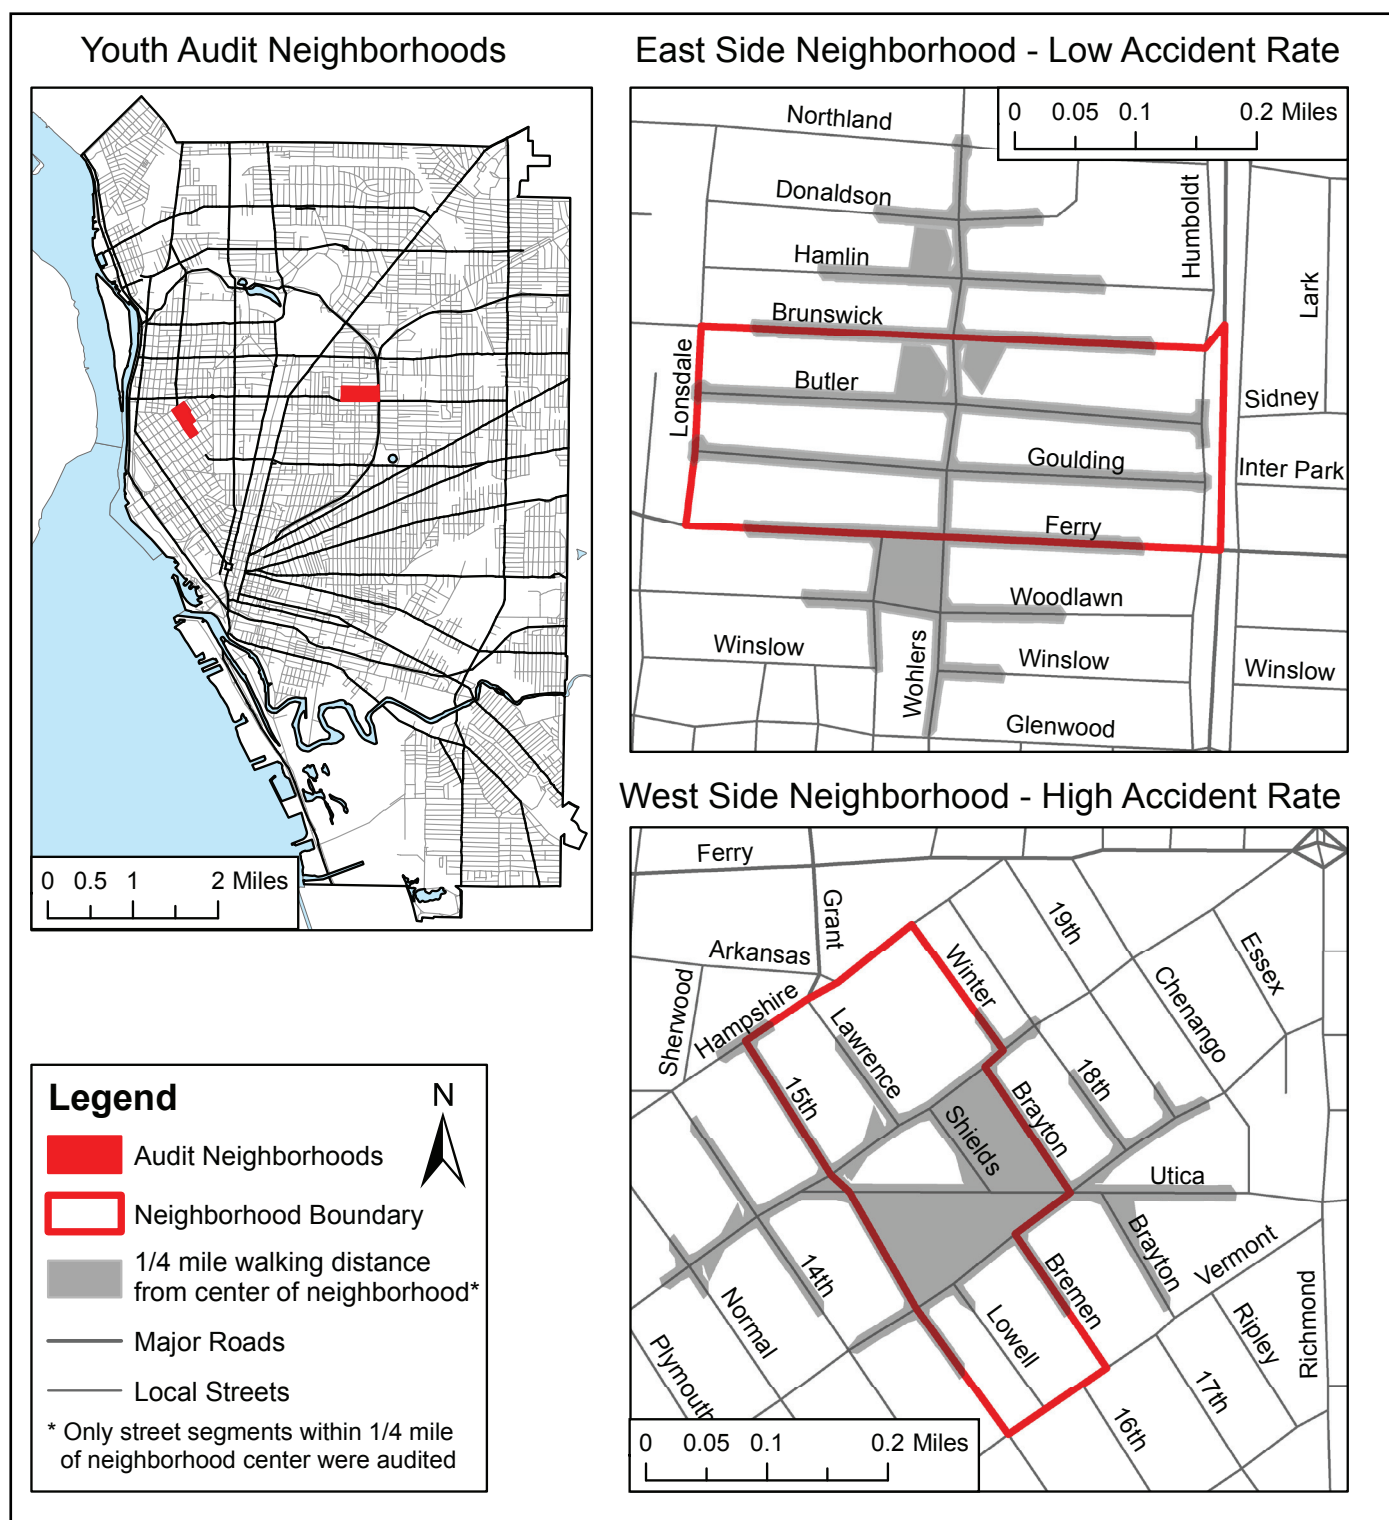 Youth Audit Neighborhoods
0 0.5 1 2 Miles
East Side Neighborhood - Low Accident Rate
0 0.05 0.1 0.2 Miles
Northland
Donaldson
Humboldt
Hamlin
Lark
Brunswick
Lonsdale
Butler
Sidney
Goulding
Inter Park
Ferry
Woodlawn
Winslow
Wohlers
Winslow
Winslow
Glenwood
West Side Neighborhood - High Accident Rate
Ferry
Grant
19th
Essex
Arkansas
Winter
Chenango
Sherwood
Hampshire
Lawrence
15th
18th
Brayton
Shields
Utica
Brayton
Vermont
14th
Bremen
Normal
Lowell
Ripley
Richmond
Plymouth
17th
16th
0 0.05 0.1 0.2 Miles
Legend
N
Audit Neighborhoods
Neighborhood Boundary
1/4 mile walking distance
from center of neighborhood*
Major Roads
Local Streets
* Only street segments within 1/4 mile
of neighborhood center were audited